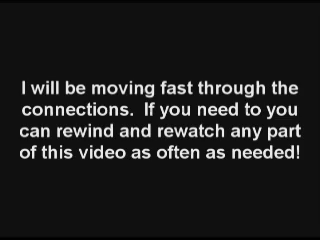 I will be moving fast through the
connections.  If you need to you
can rewind and rewatch any part
of this video as often as needed!